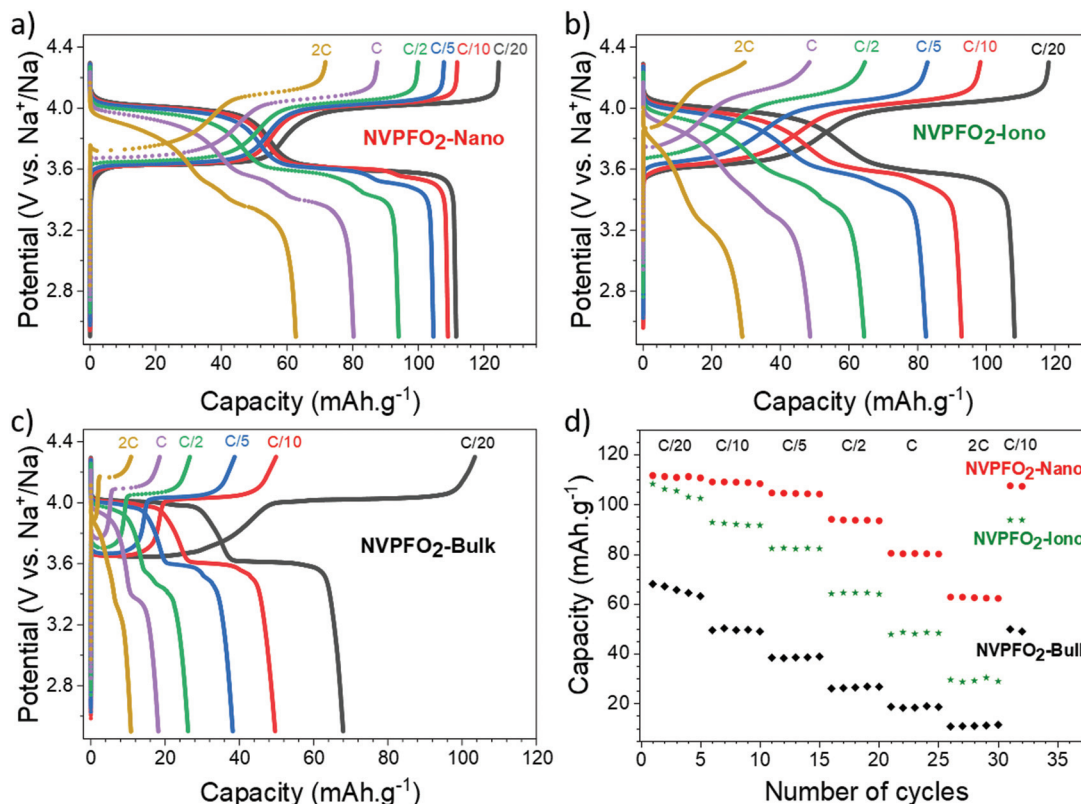 a)
2C C C/2 C/5 C/10 C/20
4.4
4.0
3.6
3.2
2.8
Potential (V vs. Na⁺/Na)
NVPFO₂-Nano
0 20 40 60 80 100 120
Capacity (mAh.g⁻¹)
b)
2C C C/2 C/5 C/10 C/20
4.4
4.0
3.6
3.2
2.8
Potential (V vs. Na⁺/Na)
NVPFO₂-Iono
0 20 40 60 80 100 120
Capacity (mAh.g⁻¹)
c)
2C C C/2 C/5 C/10 C/20
4.4
4.0
3.6
3.2
2.8
Potential (V vs. Na⁺/Na)
NVPFO₂-Bulk
0 20 40 60 80 100 120
Capacity (mAh.g⁻¹)
d)
C/20 C/10 C/5 C/2 C 2C C/10
120
100
80
60
40
20
Capacity (mAh.g⁻¹)
NVPFO₂-Nano
NVPFO₂-Iono
NVPFO₂-Bulk
0 5 10 15 20 25 30 35
Number of cycles